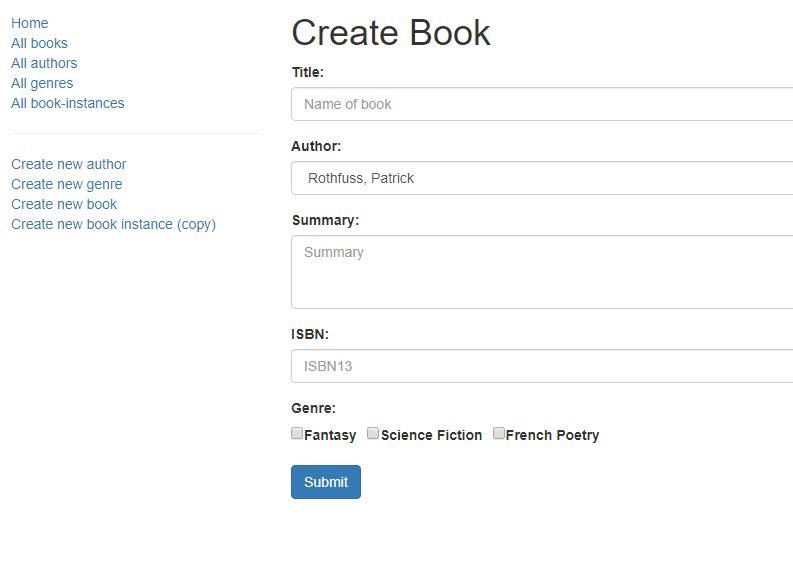 Home
All books
All authors
All genres
All book-instances
Create new author
Create new genre
Create new book
Create new book instance (copy)
Create Book
Title:
Name of book
Author:
Rothfuss, Patrick
Summary:
Summary
ISBN:
ISBN13
Genre:
Fantasy Science Fiction French Poetry
Submit